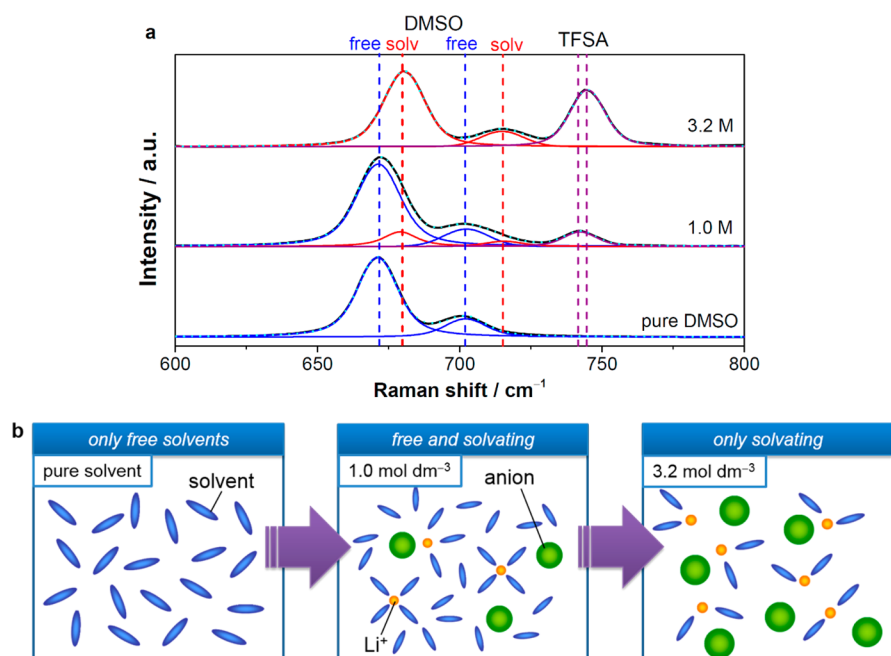 DMSO
a
free solv free solv TFSA
3.2 M
1.0 M
pure DMSO
Intensity / a.u.
600 650 700 750 800
Raman shift / cm⁻¹
b
only free solvents
pure solvent
solvent
free and solvating
1.0 mol dm⁻³
anion
Li⁺
only solvating
3.2 mol dm⁻³